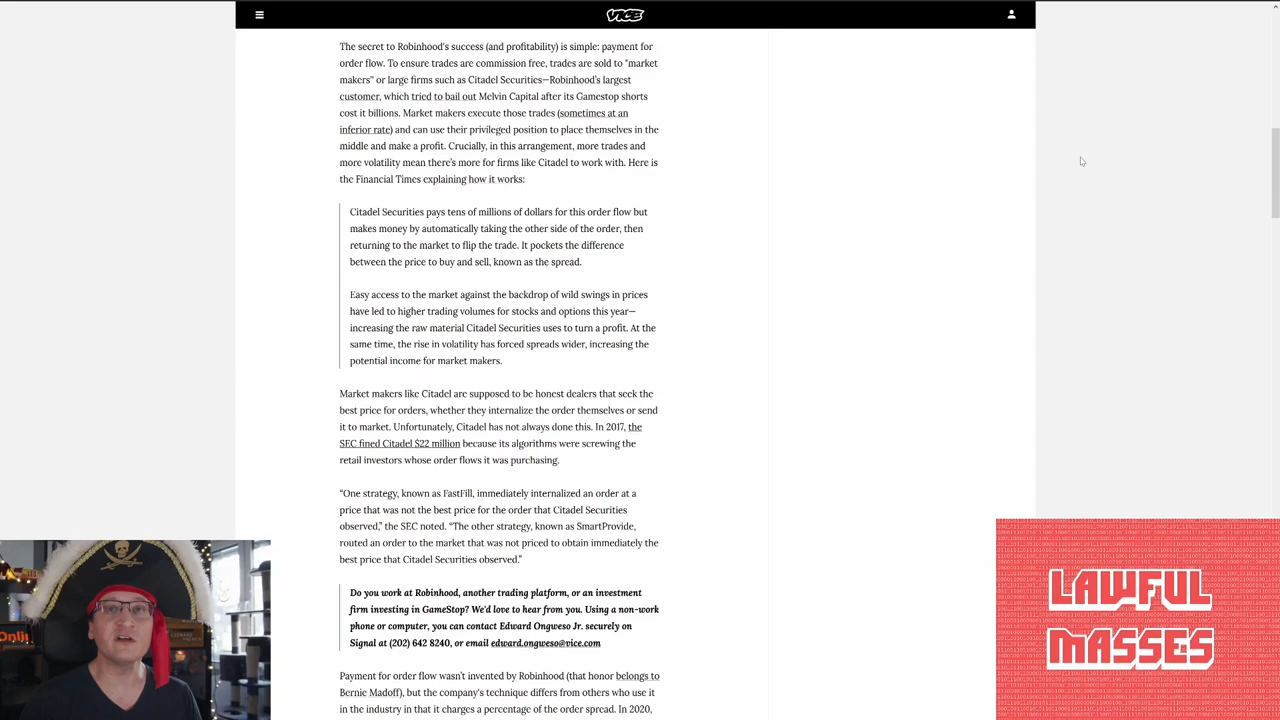 VICE
The secret to Robinhood's success (and profitability) is simple: payment for
order flow. To ensure trades are commission free, trades are sold to "market
makers" or large firms such as Citadel Securities—Robinhood's largest
customer, which tried to bail out Melvin Capital after its Gamestop shorts
cost it billions. Market makers execute those trades (sometimes at an
inferior rate) and can use their privileged position to place themselves in the
middle and make a profit. Crucially, in this arrangement, more trades and
more volatility mean there's more for firms like Citadel to work with. Here is
the Financial Times explaining how it works:
Citadel Securities pays tens of millions of dollars for this order flow but
makes money by automatically taking the other side of the order, then
returning to the market to flip the trade. It pockets the difference
between the price to buy and sell, known as the spread.
Easy access to the market against the backdrop of wild swings in prices
have led to higher trading volumes for stocks and options this year—
increasing the raw material Citadel Securities uses to turn a profit. At the
same time, the rise in volatility has forced spreads wider, increasing the
potential income for market makers.
Market makers like Citadel are supposed to be honest dealers that seek the
best price for orders, whether they internalize the order themselves or send
it to market. Unfortunately, Citadel has not always done this. In 2017, the
SEC fined Citadel $22 million because its algorithms were screwing the
retail investors whose order flows it was purchasing.
"One strategy, known as FastFill, immediately internalized an order at a
price that was not the best price for the order that Citadel Securities
observed," the SEC noted. "The other strategy, known as SmartProvide,
routed an order to the market that was not priced to obtain immediately the
best price that Citadel Securities observed."
Do you work at Robinhood, another trading platform, or an investment
firm investing in GameStop? We'd love to hear from you. Using a non-work
phone or computer, you can contact Edward Ongweso Jr. securely on
Signal at (202) 642 8240, or email edward.ongweso@vice.com
Payment for order flow wasn't invented by Robinhood (that honor belongs to
Bernie Madoff), but the company's technique differs from others who use it
in the industry in that it charges a percentage of the order spread. In 2020,
LAWFUL
MASSES